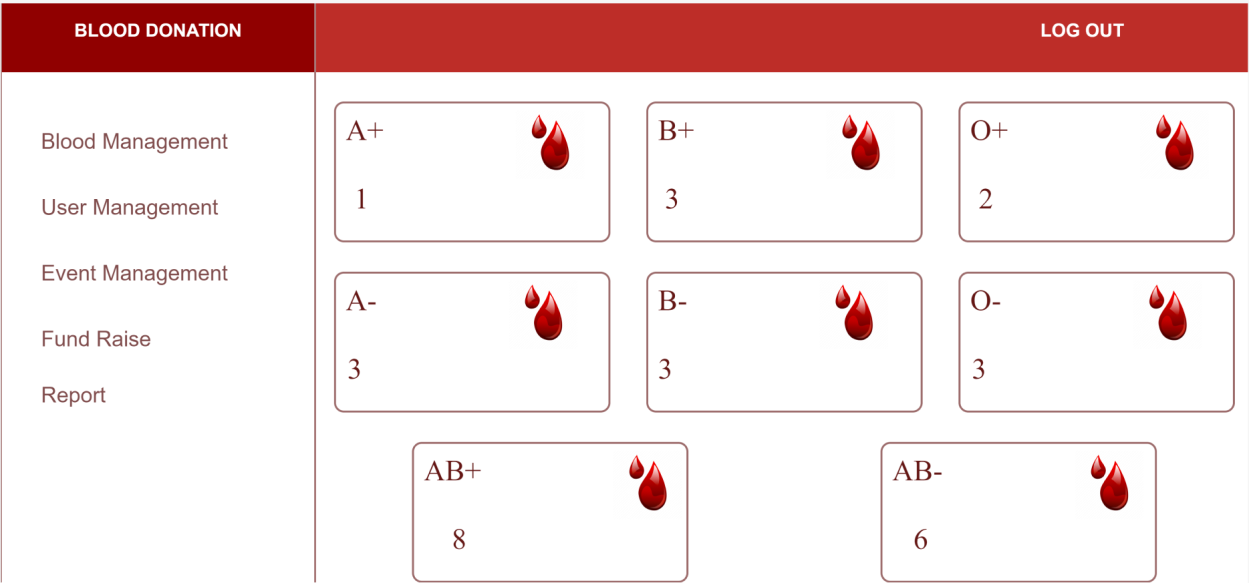 BLOOD DONATION
LOG OUT
Blood Management
User Management
Event Management
Fund Raise
Report
A+
1
B+
3
O+
2
A-
3
B-
3
O-
3
AB+
8
AB-
6